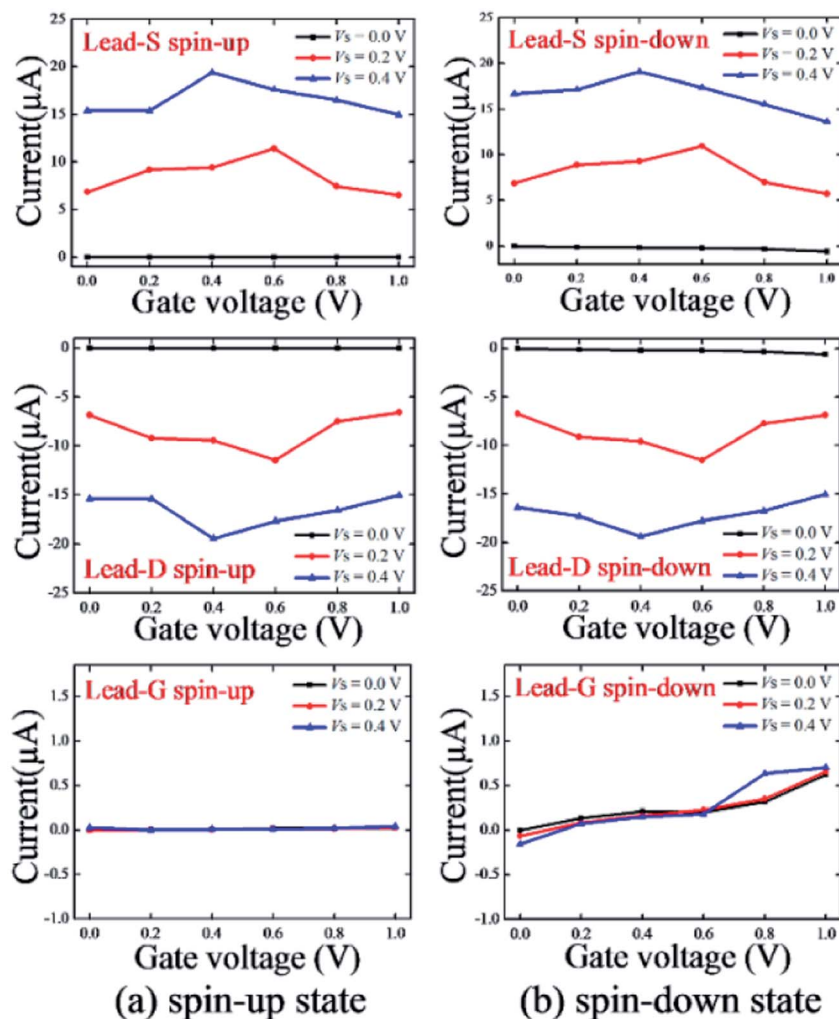 Lead-S spin-up
Vs = 0.0 V
Vs = 0.2 V
Vs = 0.4 V
25
20
15
10
5
0
Current(μA)
0.0 0.2 0.4 0.6 0.8 1.0
Gate voltage (V)
Lead-S spin-down
Vs = 0.0 V
Vs = 0.2 V
Vs = 0.4 V
25
20
15
10
5
0
Current(μA)
0.0 0.2 0.4 0.6 0.8 1.0
Gate voltage (V)
0
-5
-10
-15
-20
-25
Current(μA)
Vs = 0.0 V
Vs = 0.2 V
Vs = 0.4 V
Lead-D spin-up
0.0 0.2 0.4 0.6 0.8 1.0
Gate voltage (V)
0
-5
-10
-15
-20
-25
Current(μA)
Vs = 0.0 V
Vs = 0.2 V
Vs = 0.4 V
Lead-D spin-down
0.0 0.2 0.4 0.6 0.8 1.0
Gate voltage (V)
Lead-G spin-up
Vs = 0.0 V
Vs = 0.2 V
Vs = 0.4 V
1.5
1.0
0.5
0.0
-0.5
-1.0
Current(μA)
0.0 0.2 0.4 0.6 0.8 1.0
Gate voltage (V)
Lead-G spin-down
Vs = 0.0 V
Vs = 0.2 V
Vs = 0.4 V
1.5
1.0
0.5
0.0
-0.5
-1.0
Current(μA)
0.0 0.2 0.4 0.6 0.8 1.0
Gate voltage (V)
(a) spin-up state
(b) spin-down state